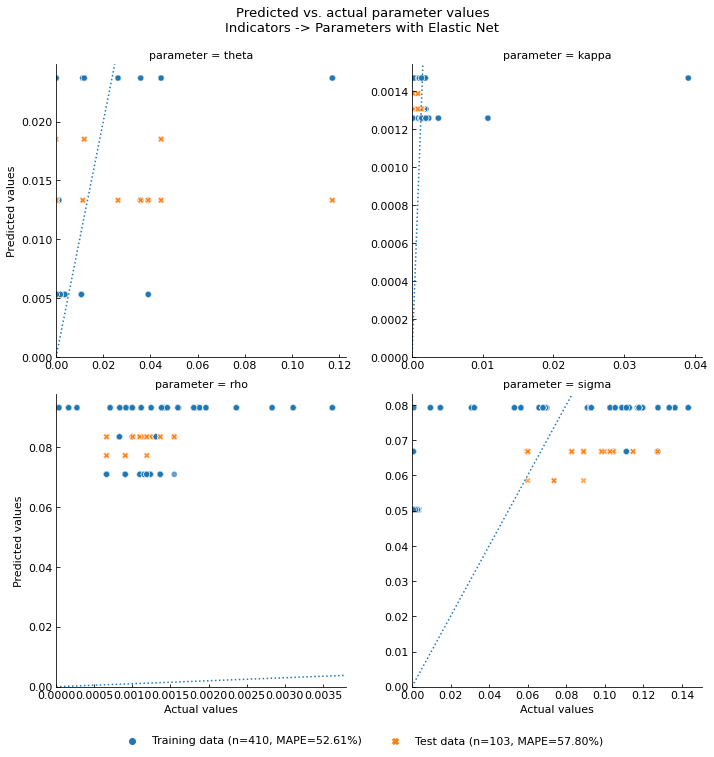 Predicted vs. actual parameter values
Indicators -> Parameters with Elastic Net
parameter = theta
parameter = kappa
Predicted values
0.020
0.015
0.010
0.005
0.000
0.00 0.02 0.04 0.06 0.08 0.10 0.12
0.0014
0.0012
0.0010
0.0008
0.0006
0.0004
0.0002
0.0000
0.00 0.01 0.02 0.03 0.04
parameter = rho
parameter = sigma
Predicted values
0.08
0.06
0.04
0.02
0.00
0.0000 0.0005 0.0010 0.0015 0.0020 0.0025 0.0030 0.0035
Actual values
0.08
0.07
0.06
0.05
0.04
0.03
0.02
0.01
0.00
0.00 0.02 0.04 0.06 0.08 0.10 0.12 0.14
Actual values
Training data (n=410, MAPE=52.61%)
Test data (n=103, MAPE=57.80%)